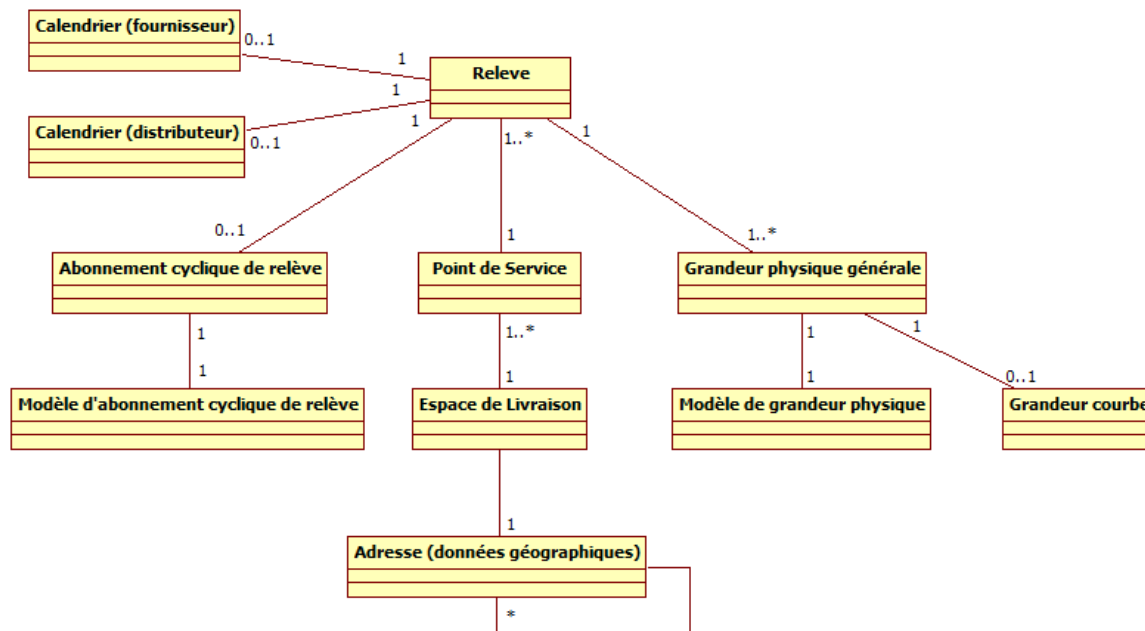 Calendrier (fournisseur)
0..1
1
Releve
1
Calendrier (distributeur)
0..1
1
1..*
1
0..1
1
1..*
Abonnement cyclique de relève
Point de Service
Grandeur physique générale
1
1..*
1
1
1
1
1
0..1
Modèle d'abonnement cyclique de relève
Espace de Livraison
Modèle de grandeur physique
Grandeur courbe
1
Adresse (données géographiques)
*